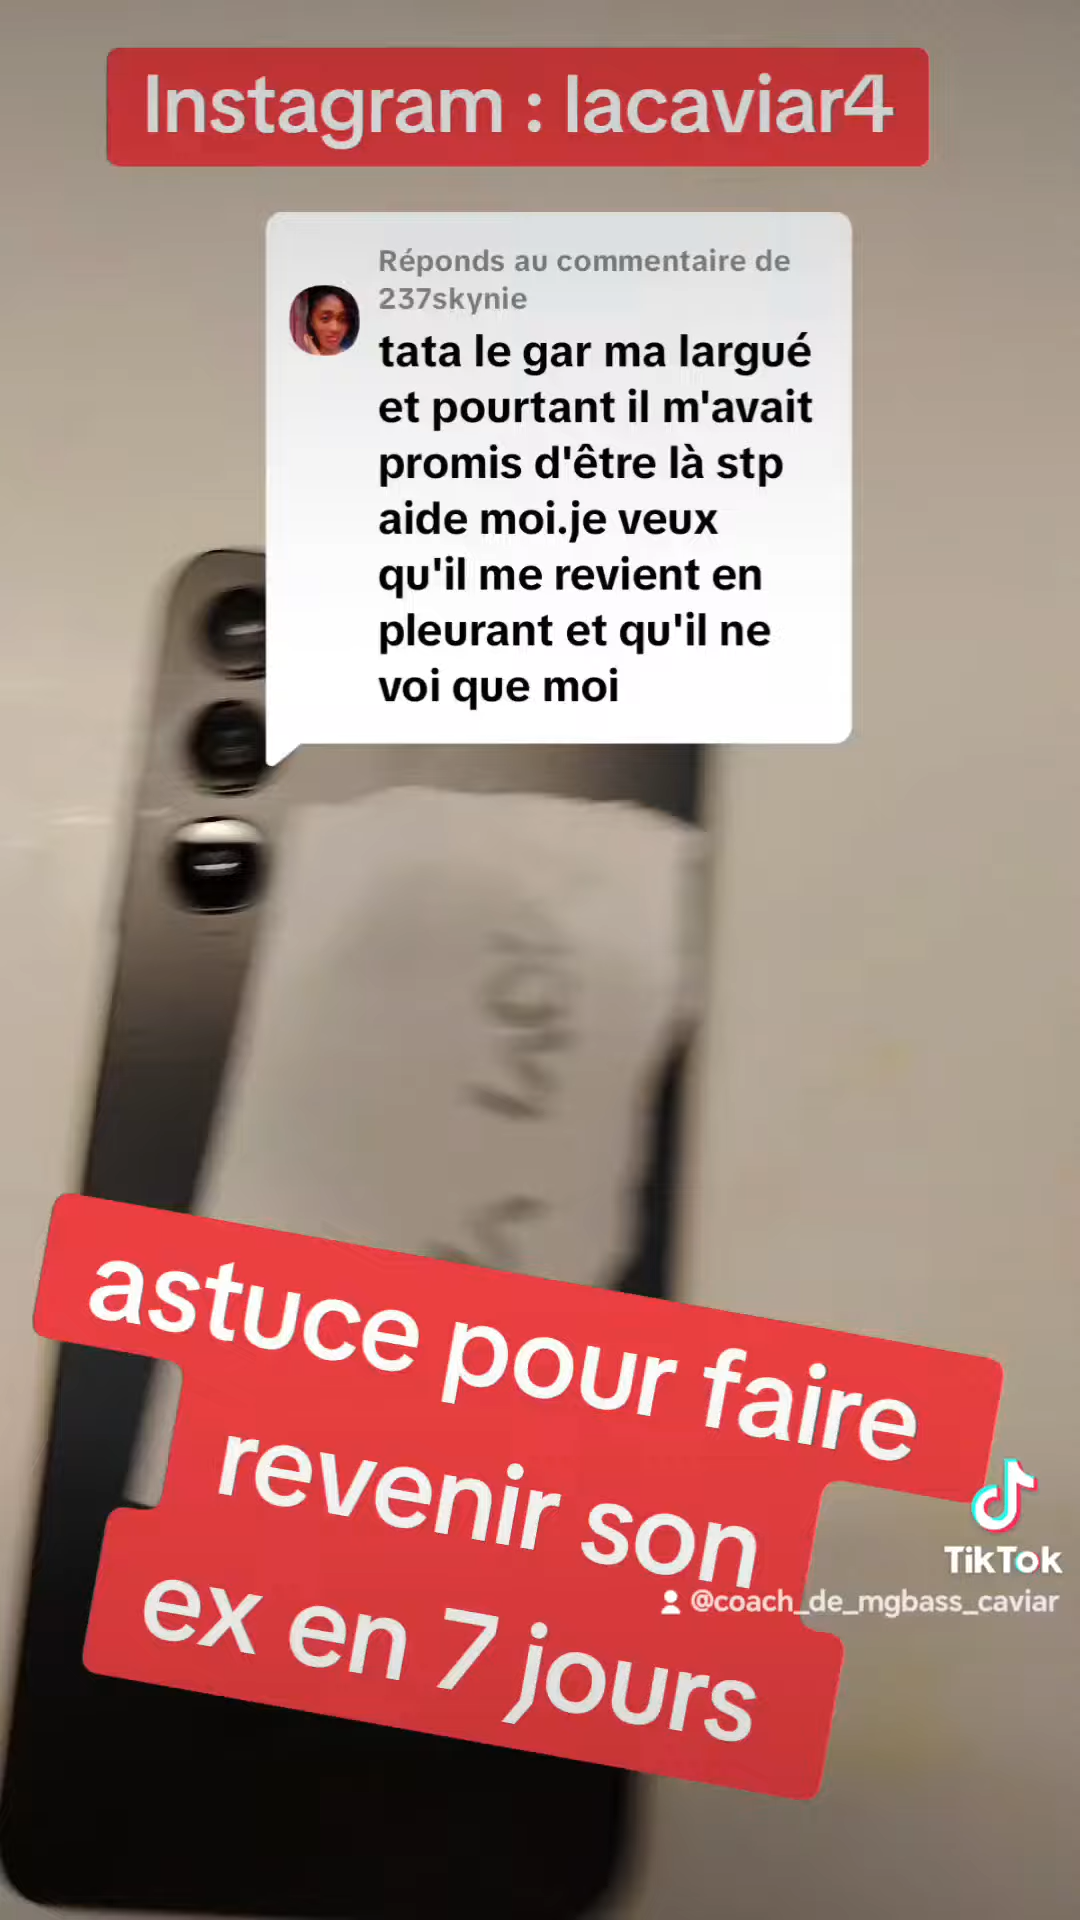 Instagram : lacaviar4
Réponds au commentaire de
237skynie
tata le gar ma largué
et pourtant il m'avait
promis d'être là stp
aide moi.je veux
qu'il me revient en
pleurant et qu'il ne
voi que moi
astuce pour faire
revenir son
ex en 7 jours
TikTok
@coach_de_mgbass_caviar